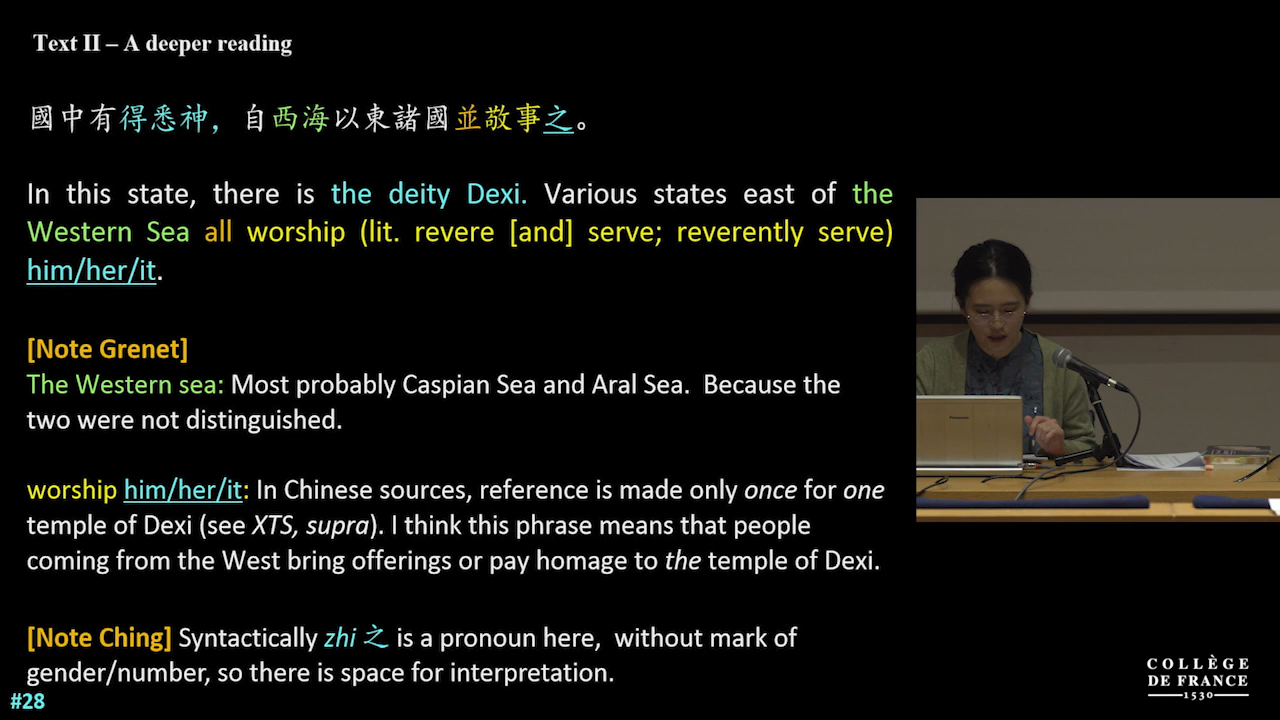 Text II – A deeper reading
國中有得悉神，自西海以東諸國並敬事之。
In this state, there is the deity Dexi. Various states east of the
Western Sea all worship (lit. revere [and] serve; reverently serve)
him/her/it.
[Note Grenet]
The Western sea: Most probably Caspian Sea and Aral Sea. Because the
two were not distinguished.
worship him/her/it: In Chinese sources, reference is made only once for one
temple of Dexi (see XTS, supra). I think this phrase means that people
coming from the West bring offerings or pay homage to the temple of Dexi.
[Note Ching] Syntactically zhi 之 is a pronoun here, without mark of
gender/number, so there is space for interpretation.
#28
COLLÈGE
DE FRANCE
1530